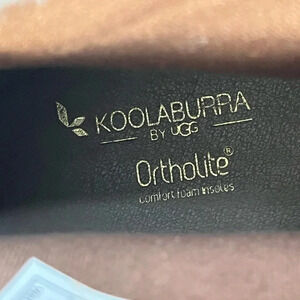 KOOLABURRA
BY UGG
Ortholite®
comfort foam insoles